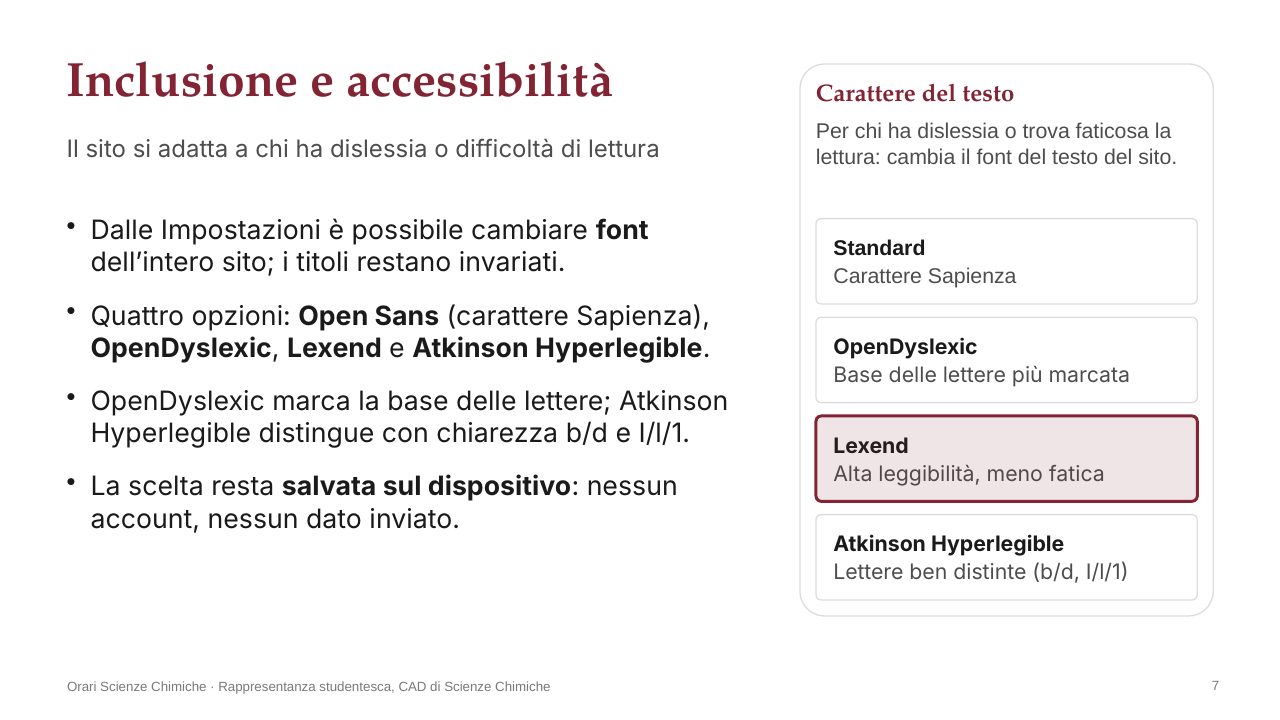 Inclusione e accessibilità
Il sito si adatta a chi ha dislessia o difficoltà di lettura
• Dalle Impostazioni è possibile cambiare font
dell’intero sito; i titoli restano invariati.
• Quattro opzioni: Open Sans (carattere Sapienza),
OpenDyslexic, Lexend e Atkinson Hyperlegible.
• OpenDyslexic marca la base delle lettere; Atkinson
Hyperlegible distingue con chiarezza b/d e I/l/1.
• La scelta resta salvata sul dispositivo: nessun
account, nessun dato inviato.
Carattere del testo
Per chi ha dislessia o trova faticosa la
lettura: cambia il font del testo del sito.
Standard
Carattere Sapienza
OpenDyslexic
Base delle lettere più marcata
Lexend
Alta leggibilità, meno fatica
Atkinson Hyperlegible
Lettere ben distinte (b/d, I/l/1)
Orari Scienze Chimiche · Rappresentanza studentesca, CAD di Scienze Chimiche
7